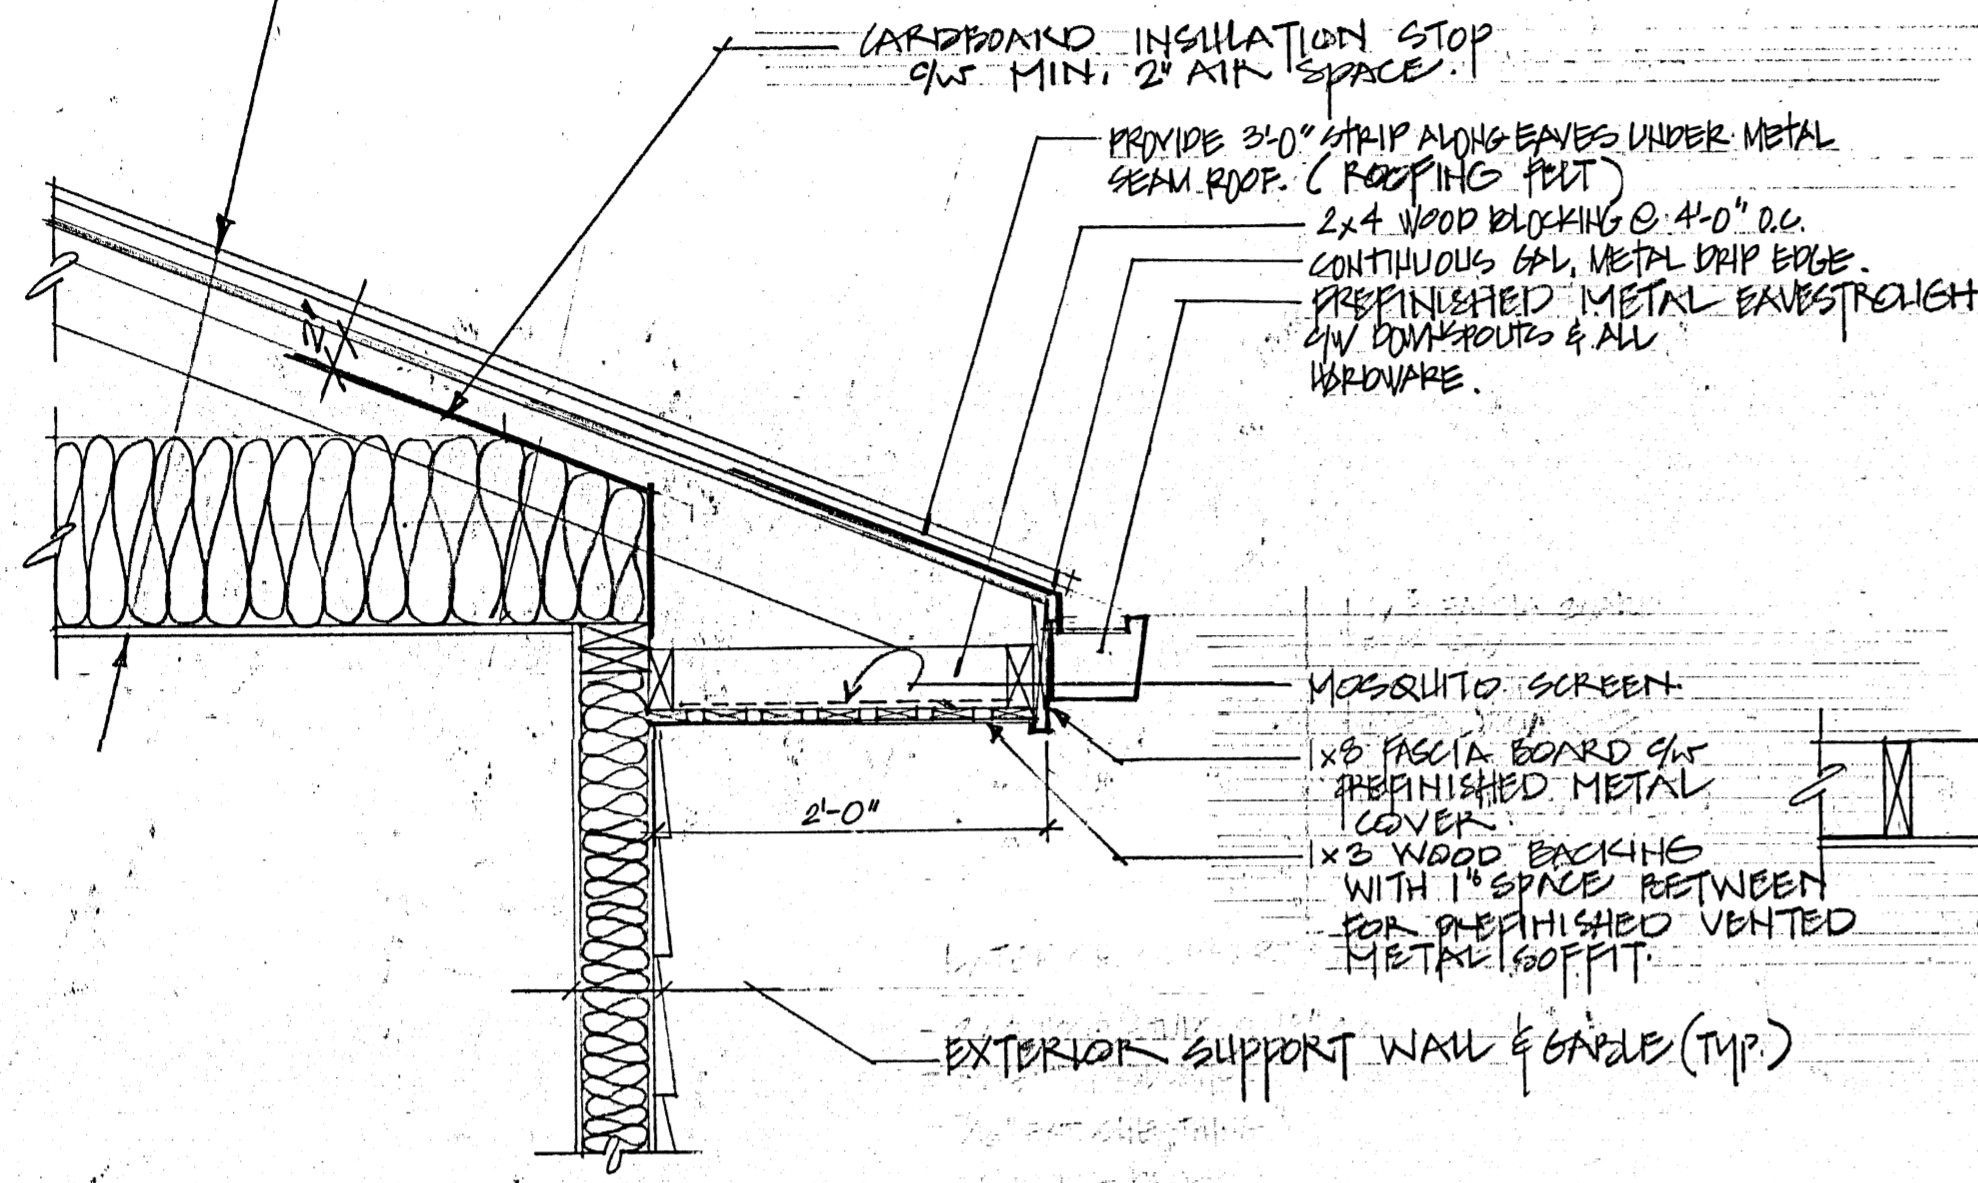 CARDBOARD INSULATION STOP
c/w MIN. 2" AIR SPACE.
PROVIDE 3'-0" STRIP ALONG EAVES UNDER METAL
SEAM ROOF. (ROOFING FELT)
2x4 WOOD BLOCKING @ 4'-0" O.C.
CONTINUOUS GAL. METAL DRIP EDGE.
PREFINISHED METAL EAVESTROUGH
c/w DOWNSPOUTS & ALL
HARDWARE.
2"
MOSQUITO SCREEN.
1x8 FASCIA BOARD c/w
PREFINISHED METAL
COVER
2'-0"
1x3 WOOD BACKING
WITH 1" SPACE BETWEEN
FOR PREFINISHED VENTED
METAL SOFFIT.
EXTERIOR SUPPORT WALL & GABLE (TYP.)